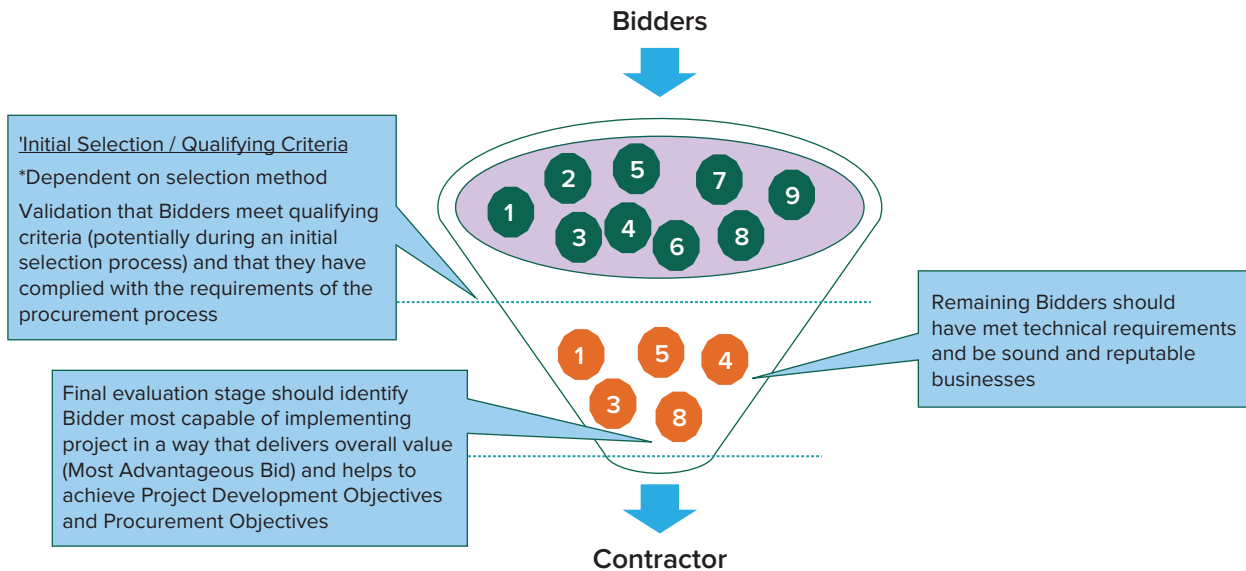 Bidders
'Initial Selection / Qualifying Criteria
*Dependent on selection method
Validation that Bidders meet qualifying
criteria (potentially during an initial
selection process) and that they have
complied with the requirements of the
procurement process
1
2
3
5
4
6
7
8
9
Remaining Bidders should
have met technical requirements
and be sound and reputable
businesses
1
5
4
3
8
Final evaluation stage should identify
Bidder most capable of implementing
project in a way that delivers overall value
(Most Advantageous Bid) and helps to
achieve Project Development Objectives
and Procurement Objectives
Contractor